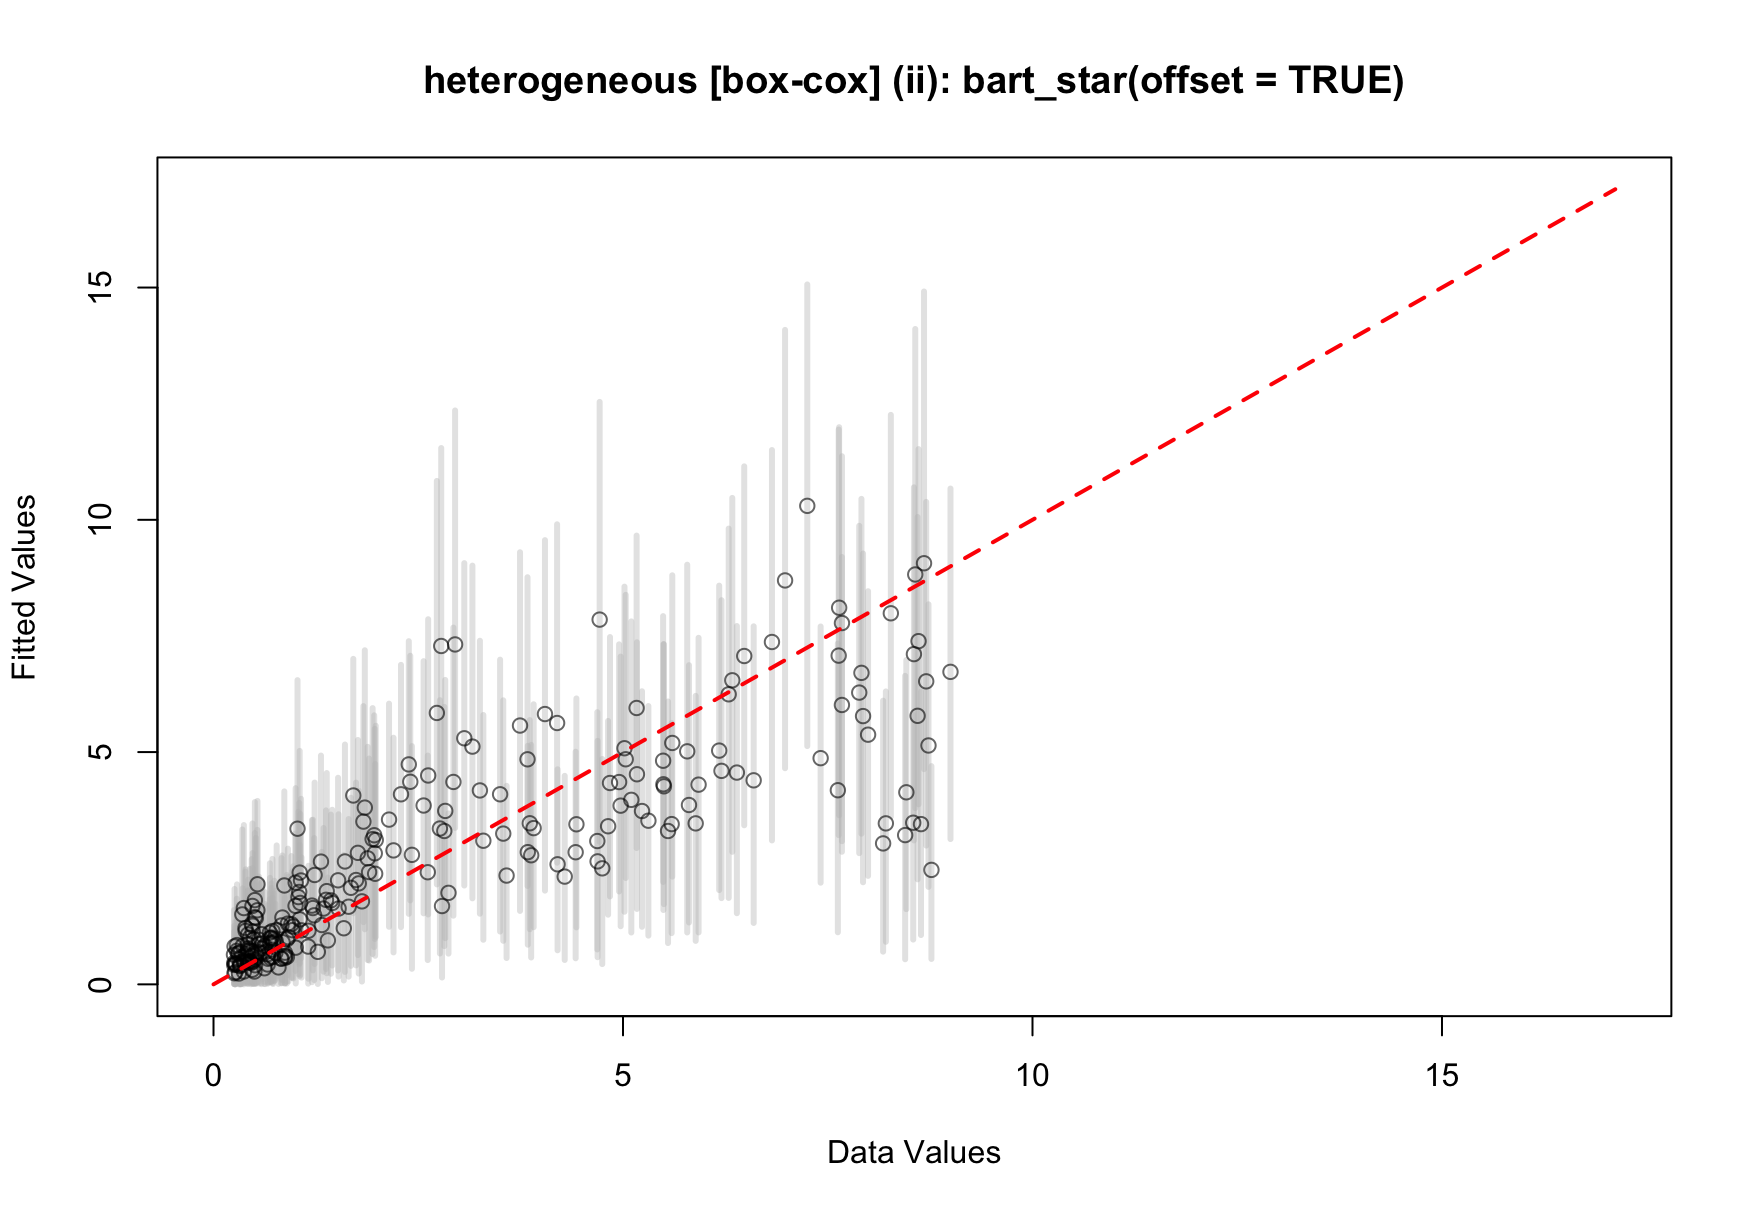 heterogeneous [box-cox] (ii): bart_star(offset = TRUE)
Fitted Values
15
10
5
0
0 5 10 15
Data Values